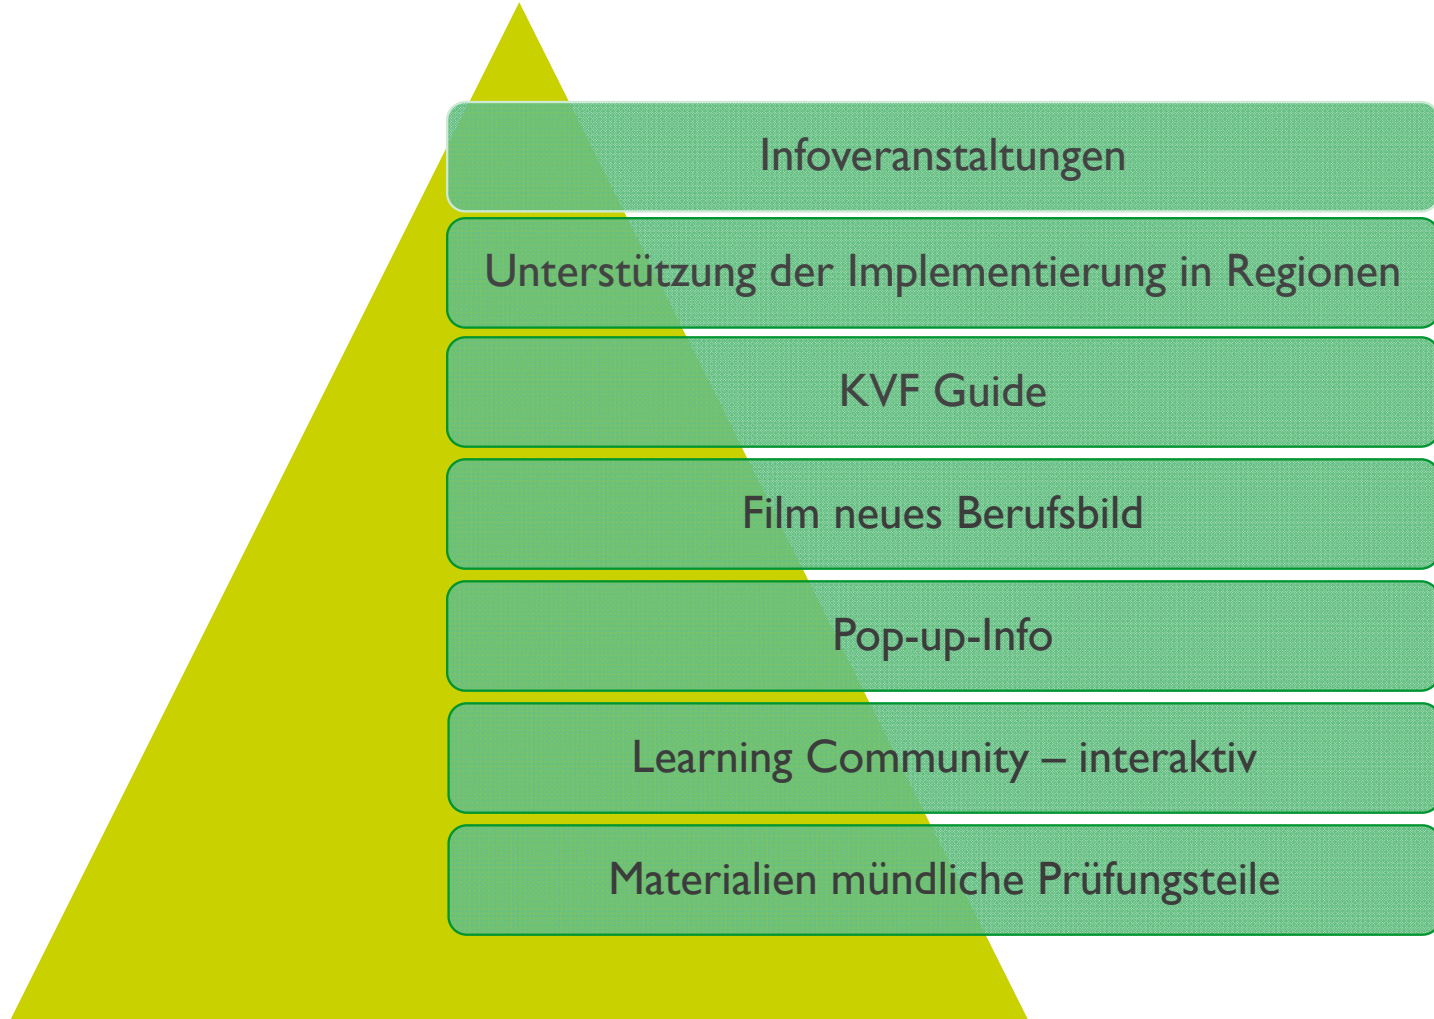 Infoveranstaltungen
Unterstützung der Implementierung in Regionen
KVF Guide
Film neues Berufsbild
Pop-up-Info
Learning Community – interaktiv
Materialien mündliche Prüfungsteile